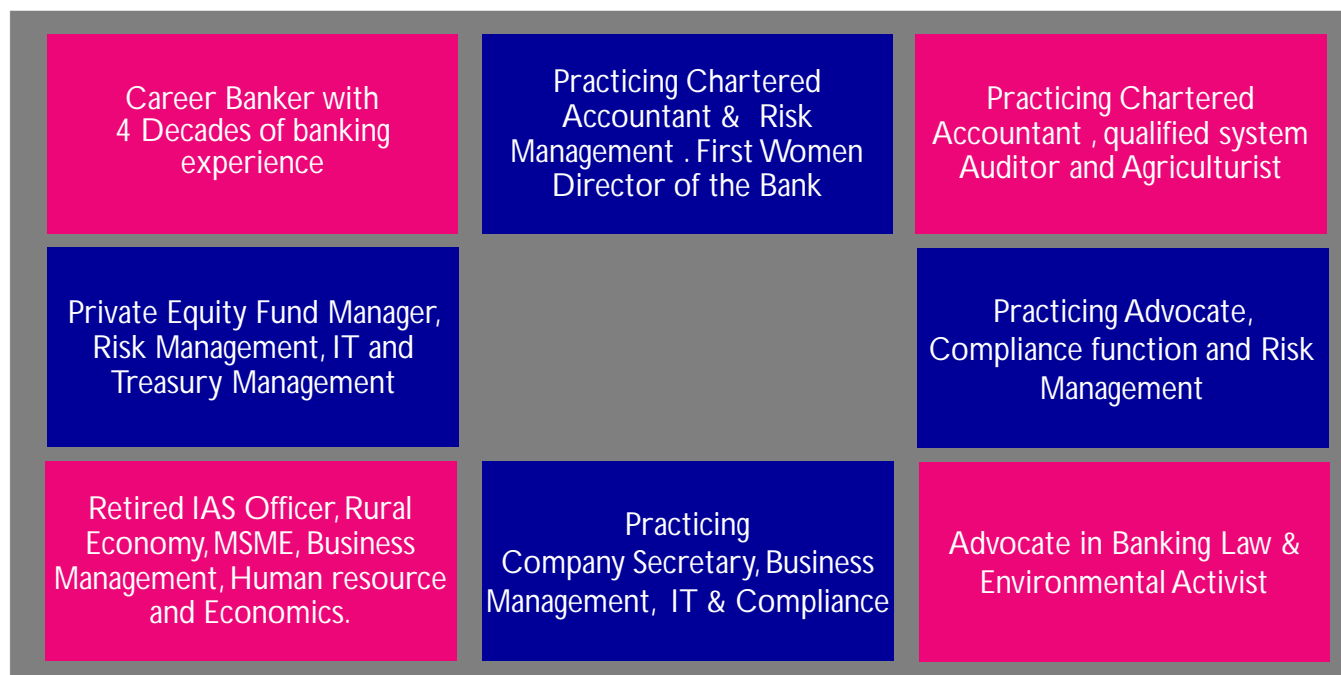 Career Banker with
4 Decades of banking
experience
Practicing Chartered
Accountant & Risk
Management . First Women
Director of the Bank
Practicing Chartered
Accountant , qualified system
Auditor and Agriculturist
Private Equity Fund Manager,
Risk Management, IT and
Treasury Management
Practicing Advocate,
Compliance function and Risk
Management
Retired IAS Officer, Rural
Economy, MSME, Business
Management, Human resource
and Economics.
Practicing
Company Secretary, Business
Management, IT & Compliance
Advocate in Banking Law &
Environmental Activist